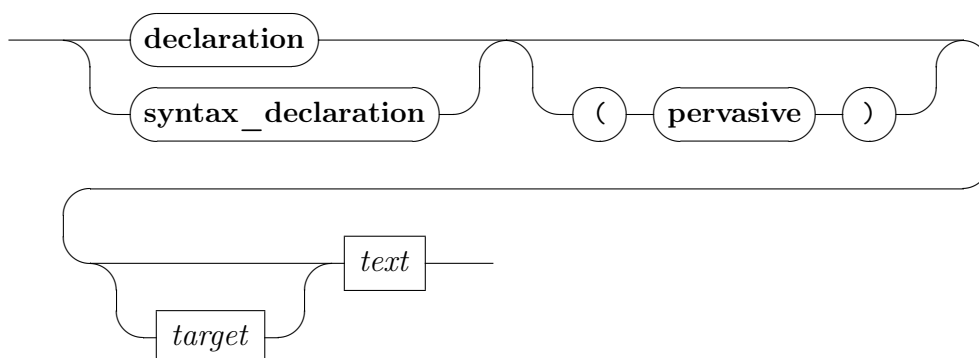 declaration
syntax_declaration ( pervasive )
text
target